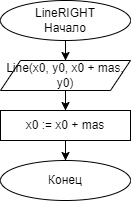 LineRIGHT
Начало
Line(x0, y0, x0 + mas,
y0)
x0 := x0 + mas
Конец